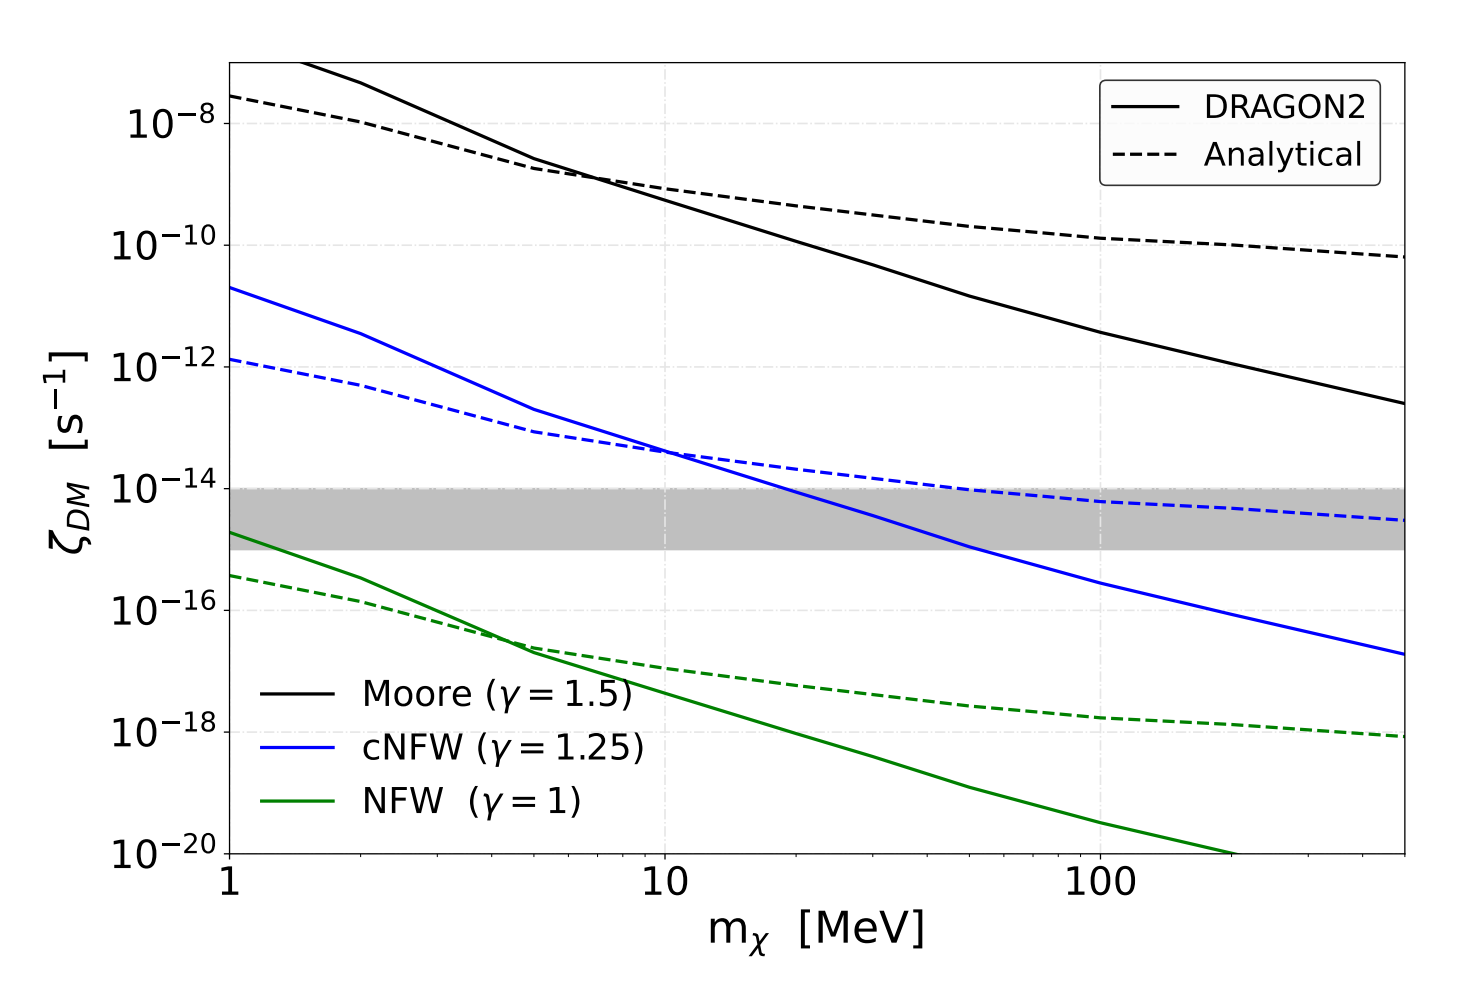 DRAGON2
Analytical
10⁻⁸
10⁻¹⁰
10⁻¹²
10⁻¹⁴
10⁻¹⁶
10⁻¹⁸
10⁻²⁰
ζ_DM [s⁻¹]
Moore (γ = 1.5)
cNFW (γ = 1.25)
NFW (γ = 1)
1 10 100
m_χ [MeV]